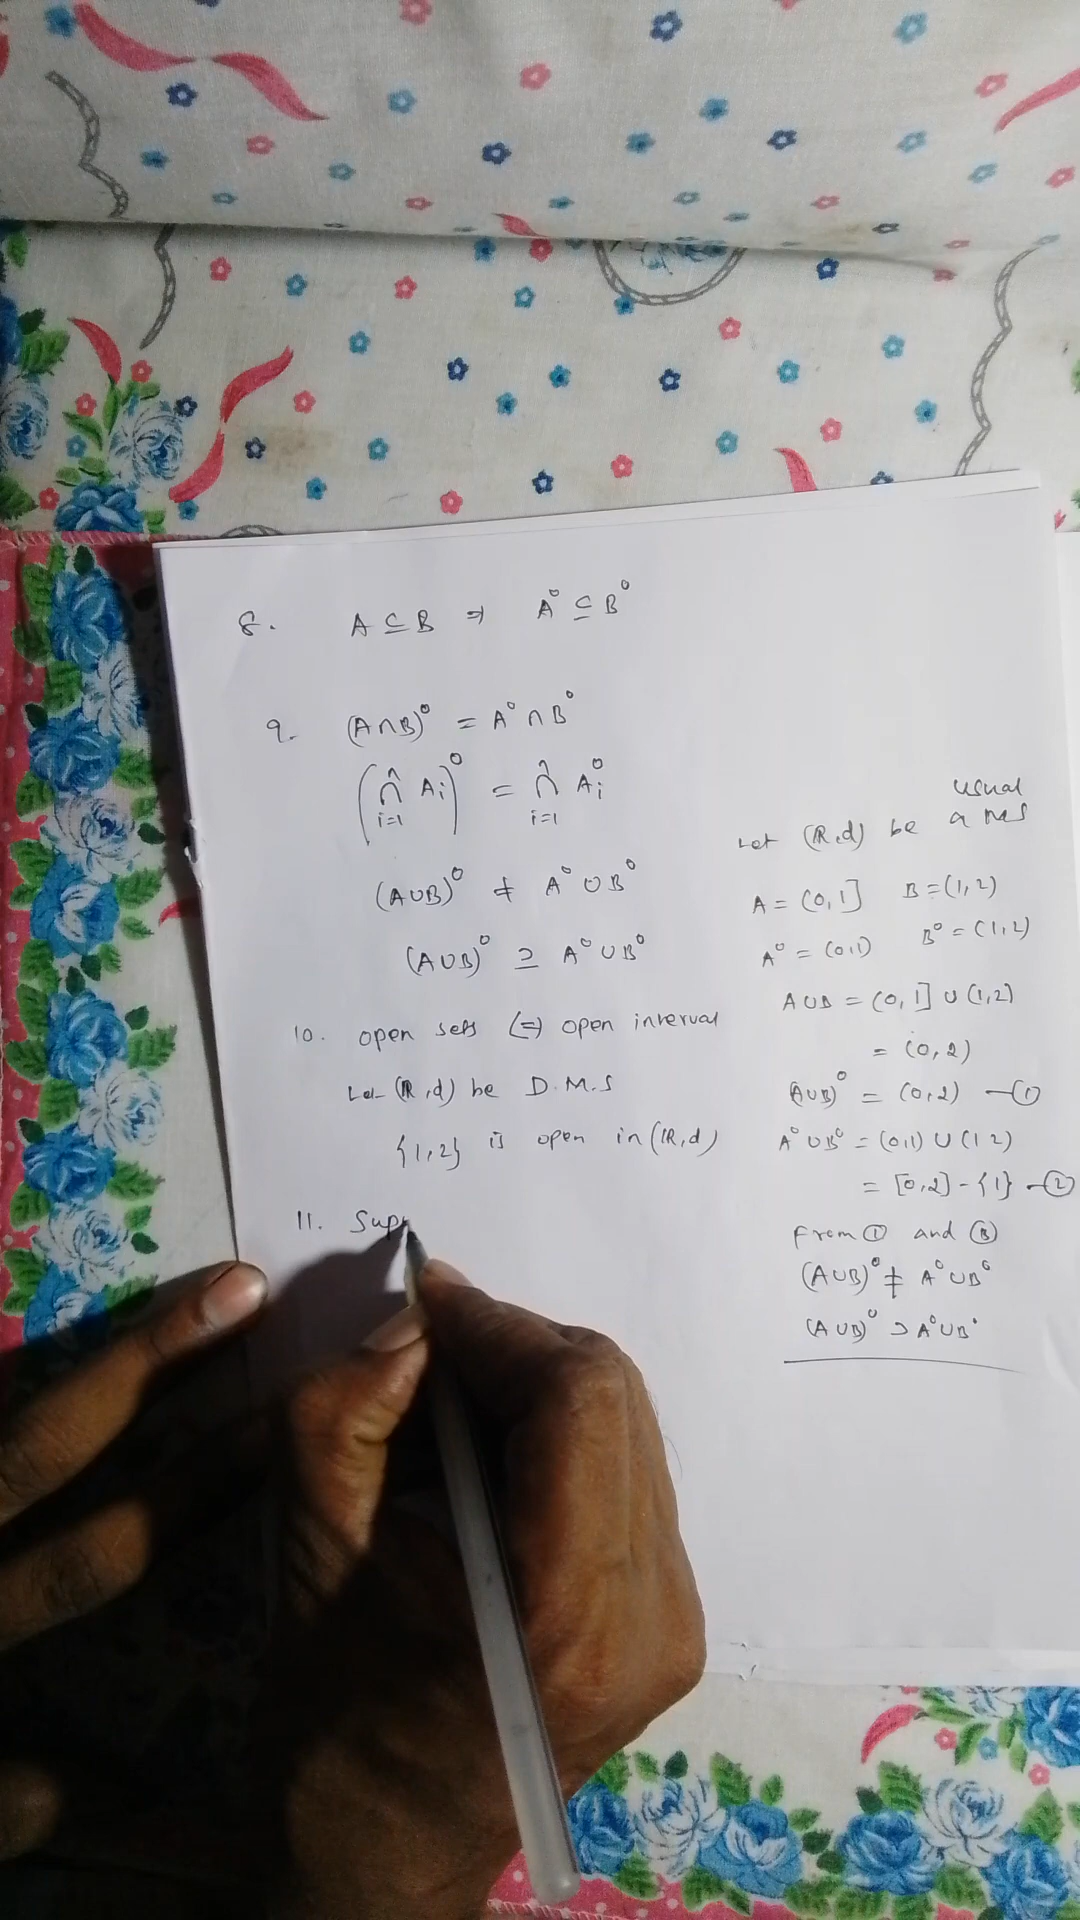 8. A ⊆ B ⇒ A° ⊆ B°
9. (A∩B)° = A° ∩ B°
(n ∩ i=1 Ai)° = n ∩ i=1 Ai°
(A∪B)° ≠ A° ∪ B°
(A∪B)° ⊇ A° ∪ B°
10. open sets ⇔ open interval
Let (R,d) be D.M.S
{1,2} is open in (R,d)
11. Supp
usual
Let (R,d) be a MS
A = (0,1] B = (1,2)
A° = (0,1) B° = (1,2)
A∪B = (0,1] ∪ (1,2)
= (0,2)
(A∪B)° = (0,2) —①
A°∪B° = (0,1) ∪ (1 2)
= [0,2] - {1} —②
From ① and ②
(A∪B)° ≠ A°∪B°
(A∪B)° ⊃ A°∪B°